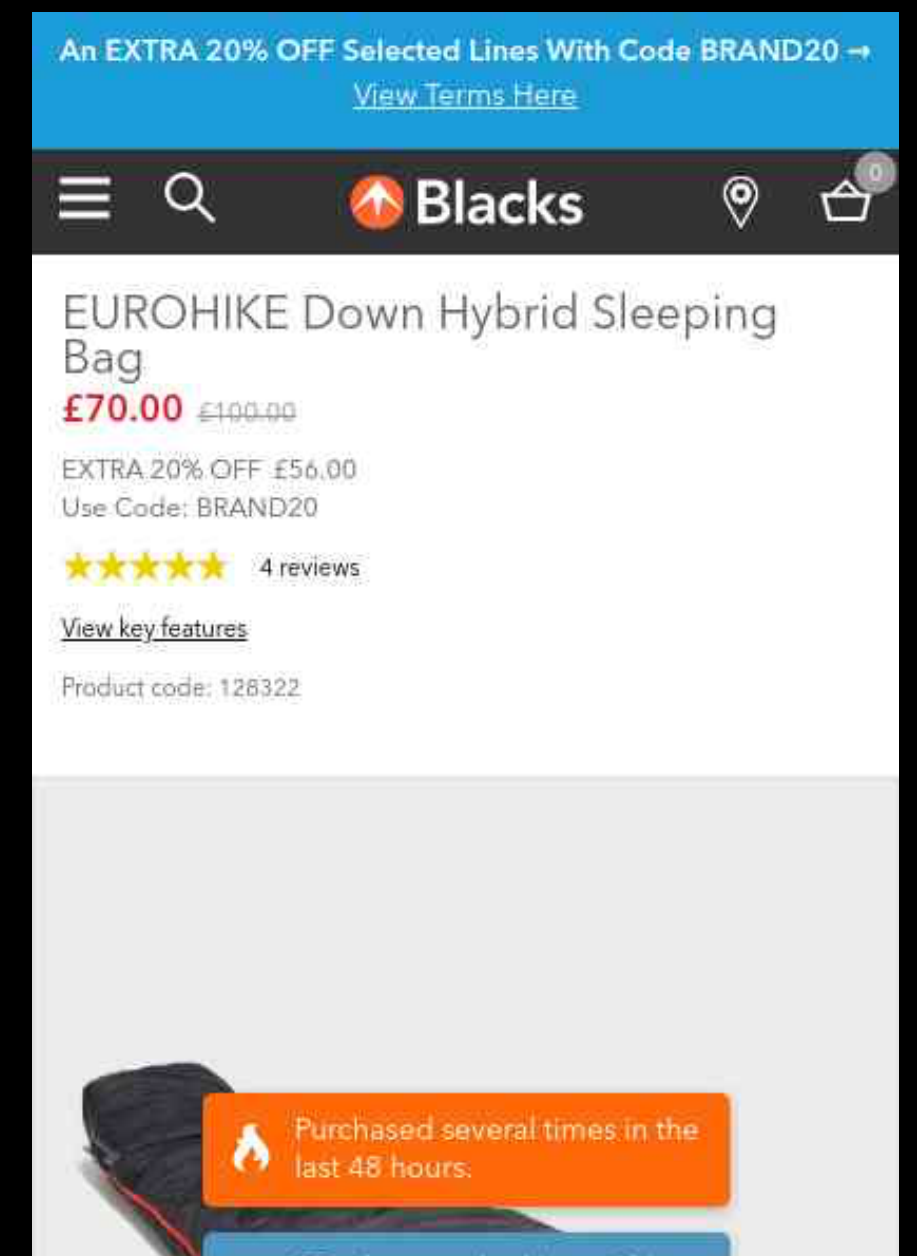 An EXTRA 20% OFF Selected Lines With Code BRAND20 →
View Terms Here
0
Blacks
EUROHIKE Down Hybrid Sleeping
Bag
£70.00 £100.00
EXTRA 20% OFF £56.00
Use Code: BRAND20
4 reviews
View key features
Product code: 128322
Purchased several times in the
last 48 hours.